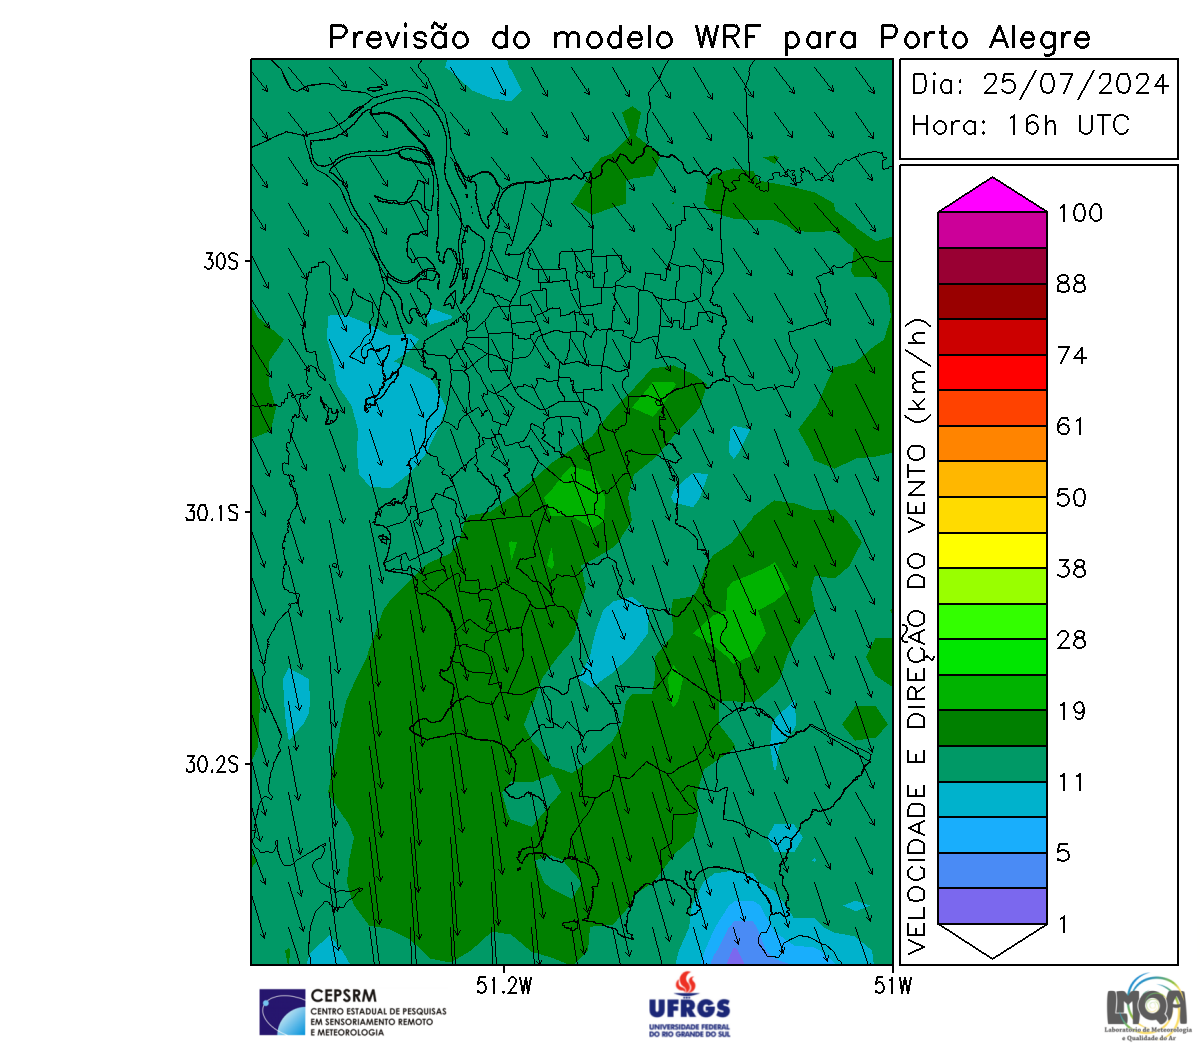 Previsão do modelo WRF para Porto Alegre
Dia: 25/07/2024
Hora: 16h UTC
30S
30.1S
30.2S
51.2W
51W
VELOCIDADE E DIREÇÃO DO VENTO (km/h)
100
88
74
61
50
38
28
19
11
5
1
CEPSRM
CENTRO ESTADUAL DE PESQUISAS
EM SENSORIAMENTO REMOTO
E METEOROLOGIA
UFRGS
UNIVERSIDADE FEDERAL
DO RIO GRANDE DO SUL
LMQA
Laboratório de Meteorologia
e Qualidade do Ar